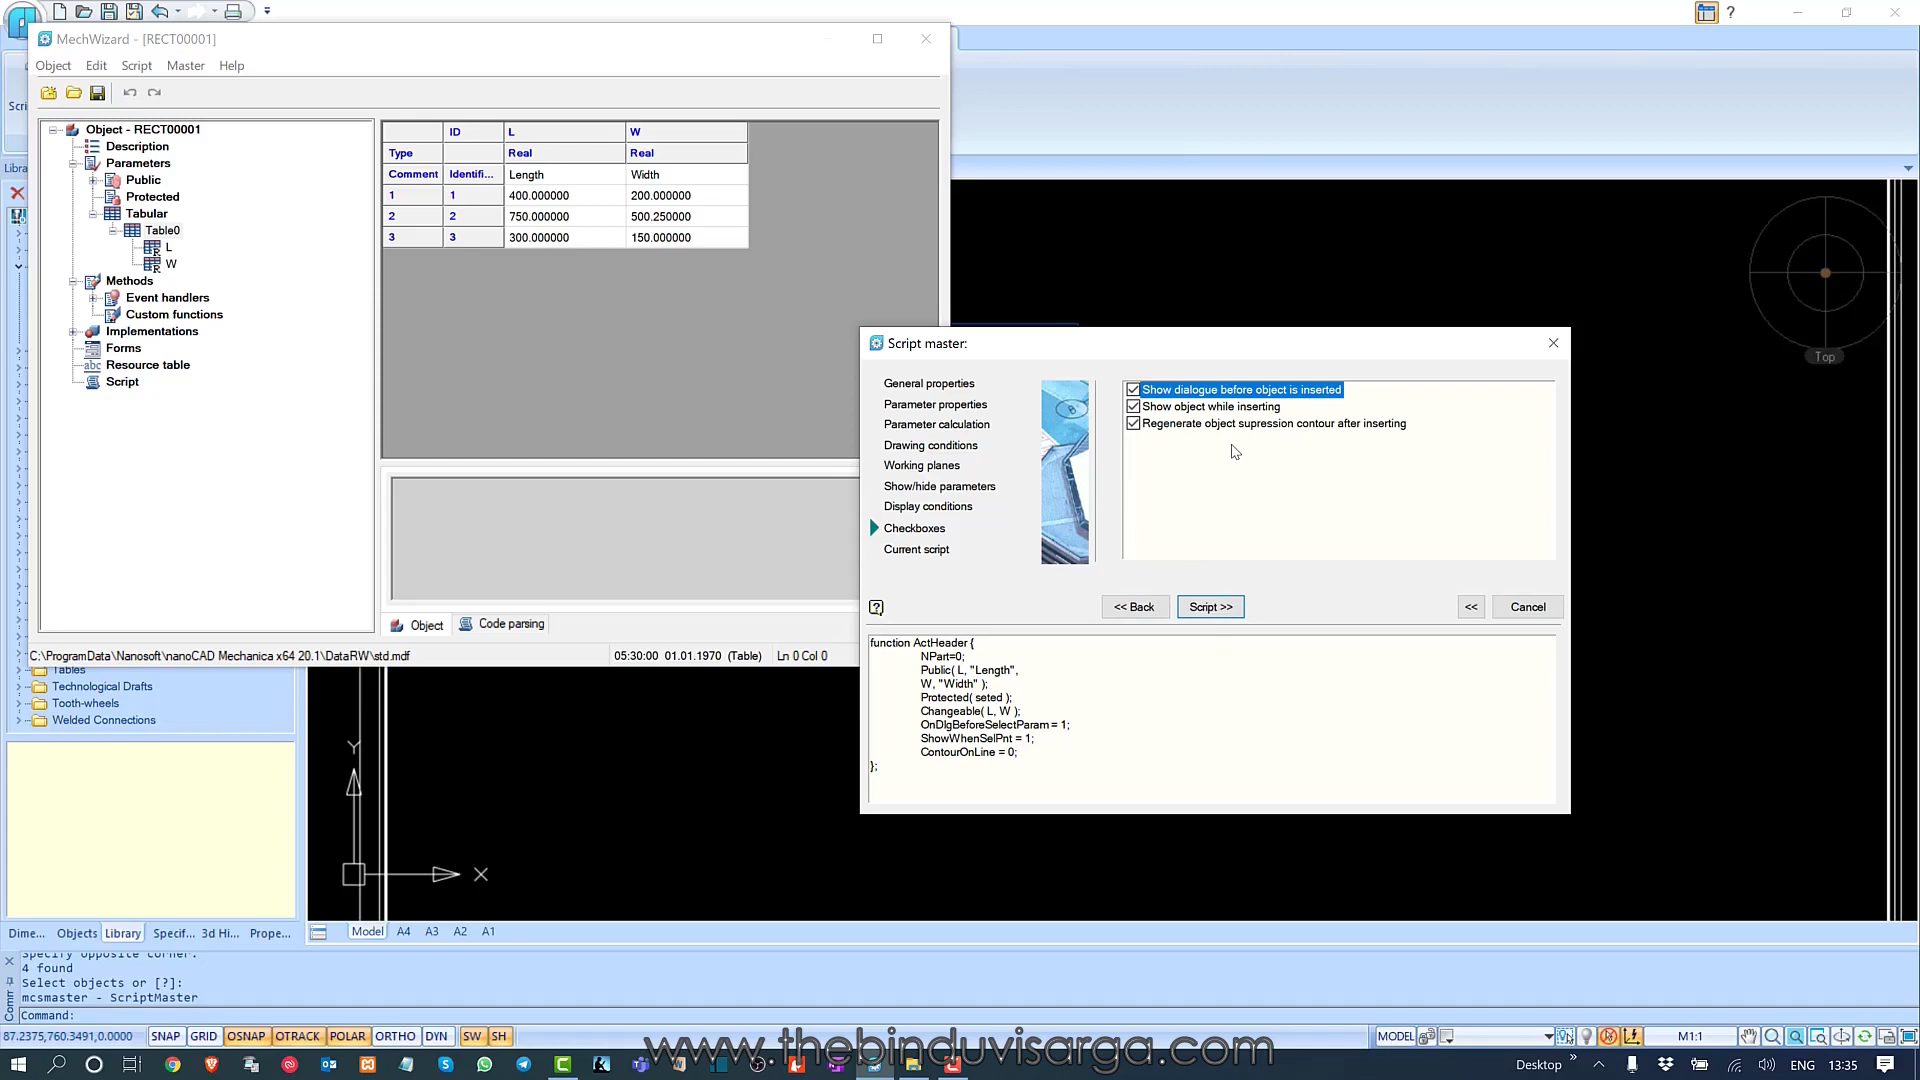 MechWizard - [RECT00001]
Object Edit Script Master Help
Object - RECT00001
Description
Parameters
Public
Protected
Tabular
Table0
L
W
Methods
Event handlers
Custom functions
Implementations
Forms
abc Resource table
Script
ID L W
Type Real Real
Comment Identifi... Length Width
1 1 400.000000 200.000000
2 2 750.000000 500.250000
3 3 300.000000 150.000000
Object Code parsing
C:\ProgramData\Nanosoft\nanoCAD Mechanica x64 20.1\DataRW\std.mdf 05:30:00 01.01.1970 (Table) Ln 0 Col 0
Script master:
General properties
Parameter properties
Parameter calculation
Drawing conditions
Working planes
Show/hide parameters
Display conditions
Checkboxes
Current script
Show dialogue before object is inserted
Show object while inserting
Regenerate object supression contour after inserting
<< Back Script >> << Cancel
function ActHeader {
NPart=0;
Public( L, "Length",
W, "Width" );
Protected( seted );
Changeable( L, W );
OnDlgBeforeSelectParam = 1;
ShowWhenSelPnt = 1;
ContourOnLine = 0;
};
Top
Tables
Technological Drafts
Tooth-wheels
Welded Connections
Y
X
Dime... Objects Library Specif... 3d Hi... Prope...
Model A4 A3 A2 A1
Specify opposite corner:
4 found
Select objects or [?]:
mcsmaster - ScriptMaster
Command:
87.2375,760.3491,0.0000 SNAP GRID OSNAP OTRACK POLAR ORTHO DYN SW SH
MODEL M1:1
www.thebinduvisarga.com
Desktop ENG 13:35